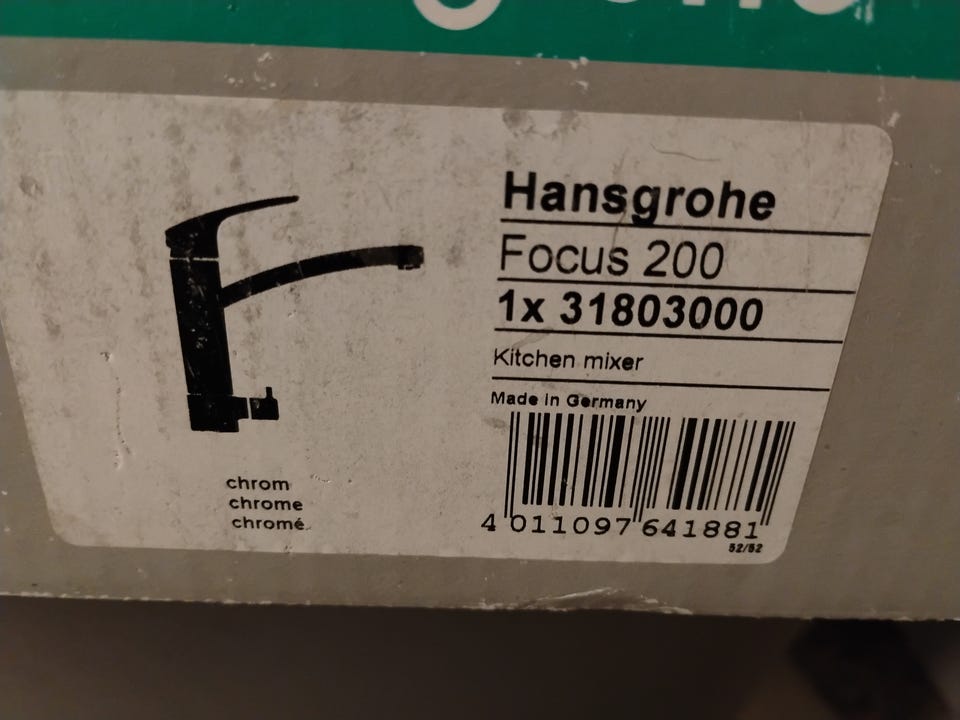 Hansgrohe
Focus 200
1x 31803000
Kitchen mixer
Made in Germany
4 011097 641881
52/52
chrom
chrome
chromé